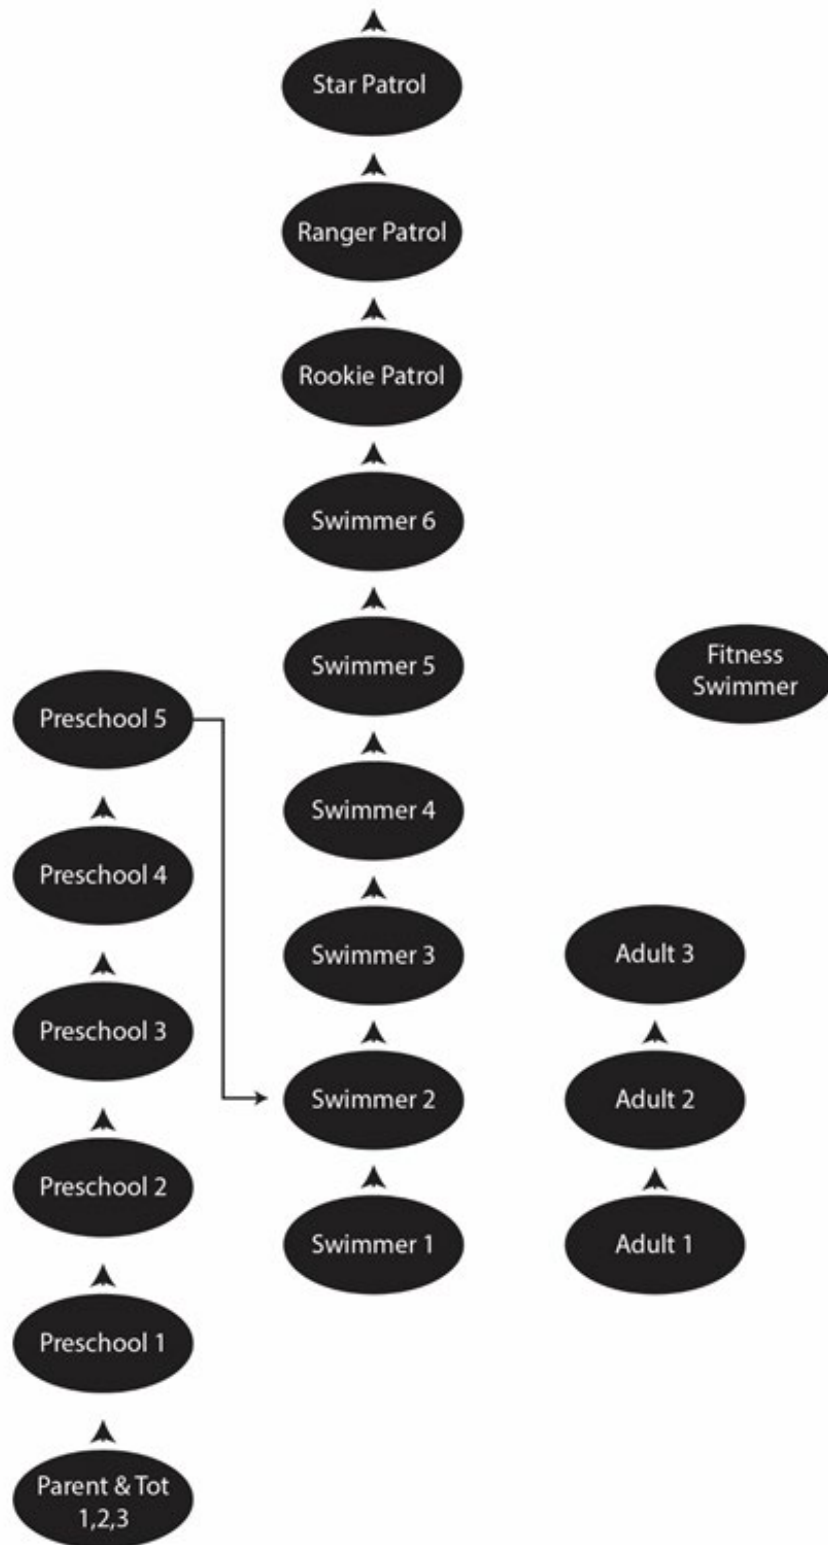 Star Patrol
Ranger Patrol
Rookie Patrol
Swimmer 6
Swimmer 5
Fitness
Swimmer
Preschool 5
Swimmer 4
Preschool 4
Swimmer 3
Adult 3
Preschool 3
Swimmer 2
Adult 2
Preschool 2
Swimmer 1
Adult 1
Preschool 1
Parent & Tot
1,2,3